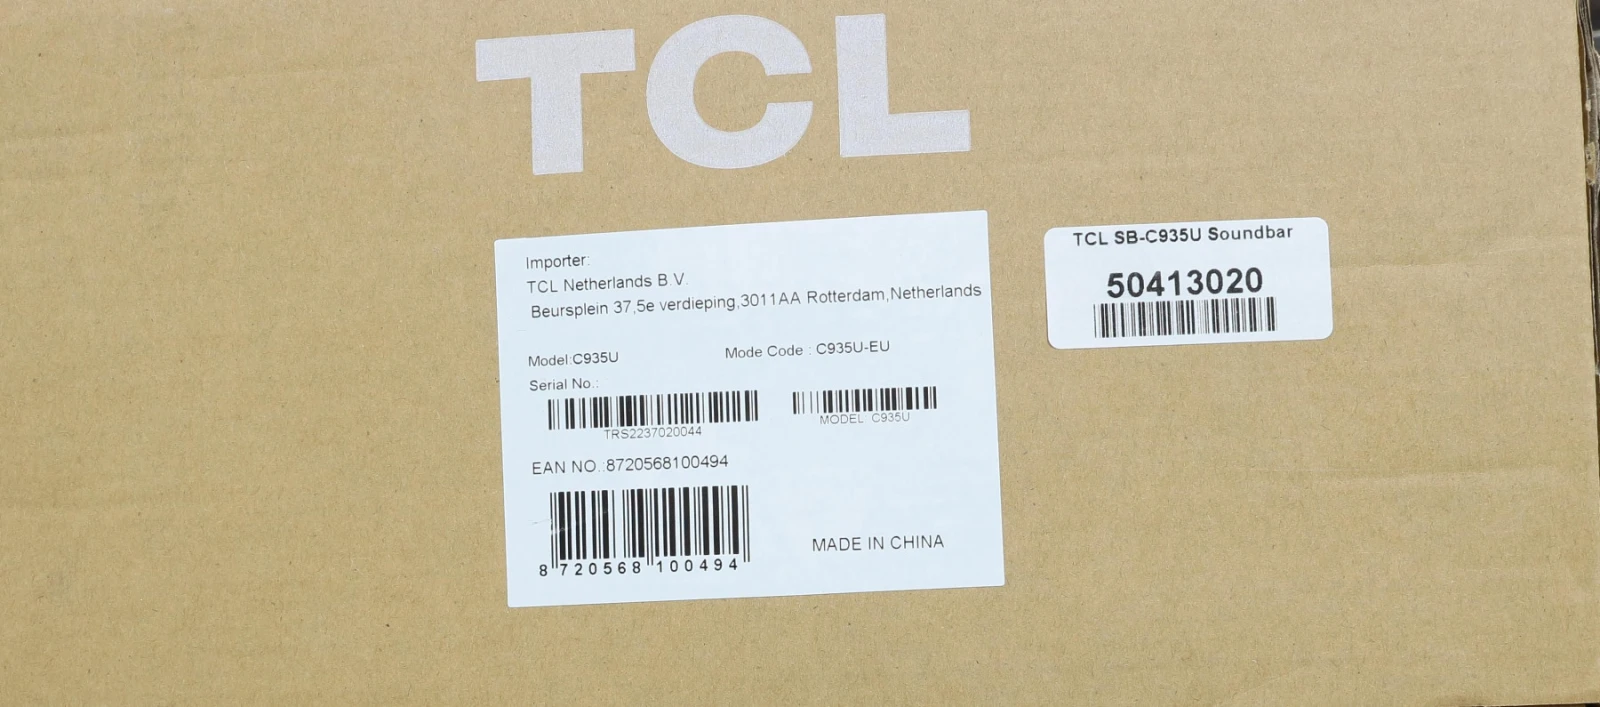 TCL
Importer:
TCL Netherlands B.V.
Beursplein 37,5e verdieping,3011AA Rotterdam,Netherlands
Model:C935U
Mode Code : C935U-EU
Serial No.:
TRS2237020044
MODEL C935U
EAN NO.:8720568100494
8 720568 100494
MADE IN CHINA
TCL SB-C935U Soundbar
50413020